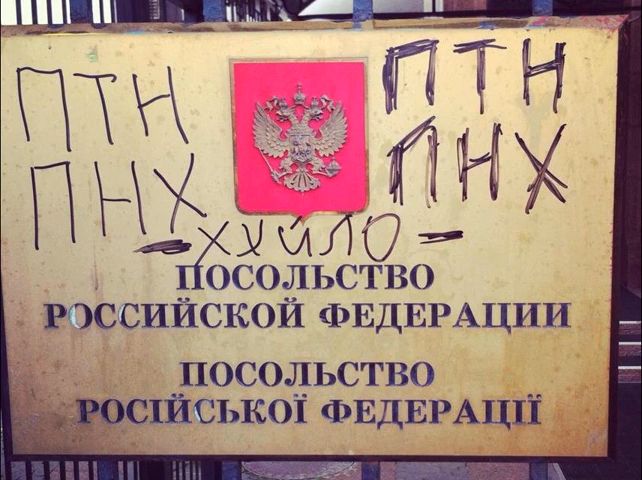 ПТН ПТН
ПНХ ПНХ
- ХУЙЛО -
ПОСОЛЬСТВО
РОССИЙСКОЙ ФЕДЕРАЦИИ
ПОСОЛЬСТВО
РОСІЙСЬКОЇ ФЕДЕРАЦІЇ